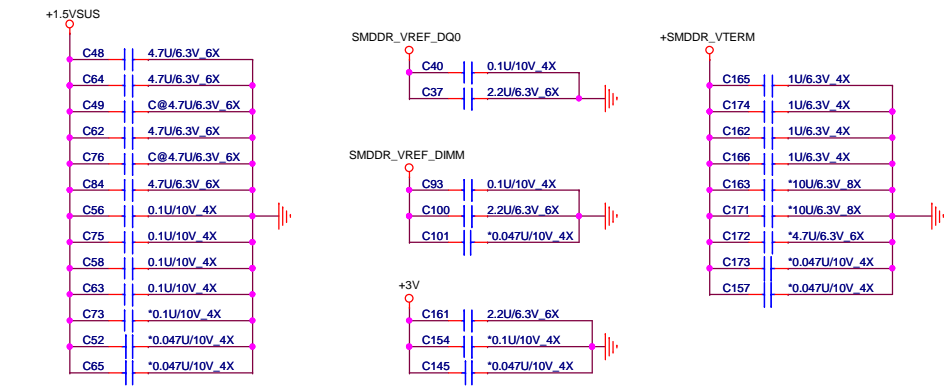 +1.5VSUS
C48 4.7U/6.3V_6X
C64 4.7U/6.3V_6X
C49 C@4.7U/6.3V_6X
C62 4.7U/6.3V_6X
C76 C@4.7U/6.3V_6X
C84 4.7U/6.3V_6X
C56 0.1U/10V_4X
C75 0.1U/10V_4X
C58 0.1U/10V_4X
C63 0.1U/10V_4X
C73 *0.1U/10V_4X
C52 *0.047U/10V_4X
C65 *0.047U/10V_4X
SMDDR_VREF_DQ0
C40 0.1U/10V_4X
C37 2.2U/6.3V_6X
SMDDR_VREF_DIMM
C93 0.1U/10V_4X
C100 2.2U/6.3V_6X
C101 *0.047U/10V_4X
+3V
C161 2.2U/6.3V_6X
C154 *0.1U/10V_4X
C145 *0.047U/10V_4X
+SMDDR_VTERM
C165 1U/6.3V_4X
C174 1U/6.3V_4X
C162 1U/6.3V_4X
C166 1U/6.3V_4X
C163 *10U/6.3V_8X
C171 *10U/6.3V_8X
C172 *4.7U/6.3V_6X
C173 *0.047U/10V_4X
C157 *0.047U/10V_4X